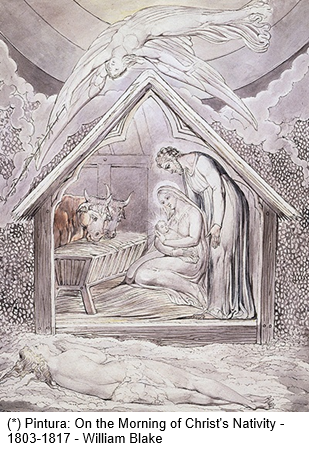 (*) Pintura: On the Morning of Christ's Nativity -
1803-1817 - William Blake